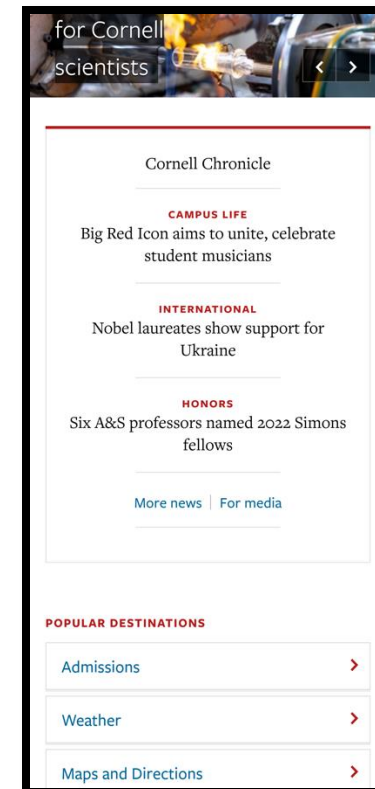 for Cornell
scientists
Cornell Chronicle
CAMPUS LIFE
Big Red Icon aims to unite, celebrate
student musicians
INTERNATIONAL
Nobel laureates show support for
Ukraine
HONORS
Six A&S professors named 2022 Simons
fellows
More news | For media
POPULAR DESTINATIONS
Admissions
Weather
Maps and Directions